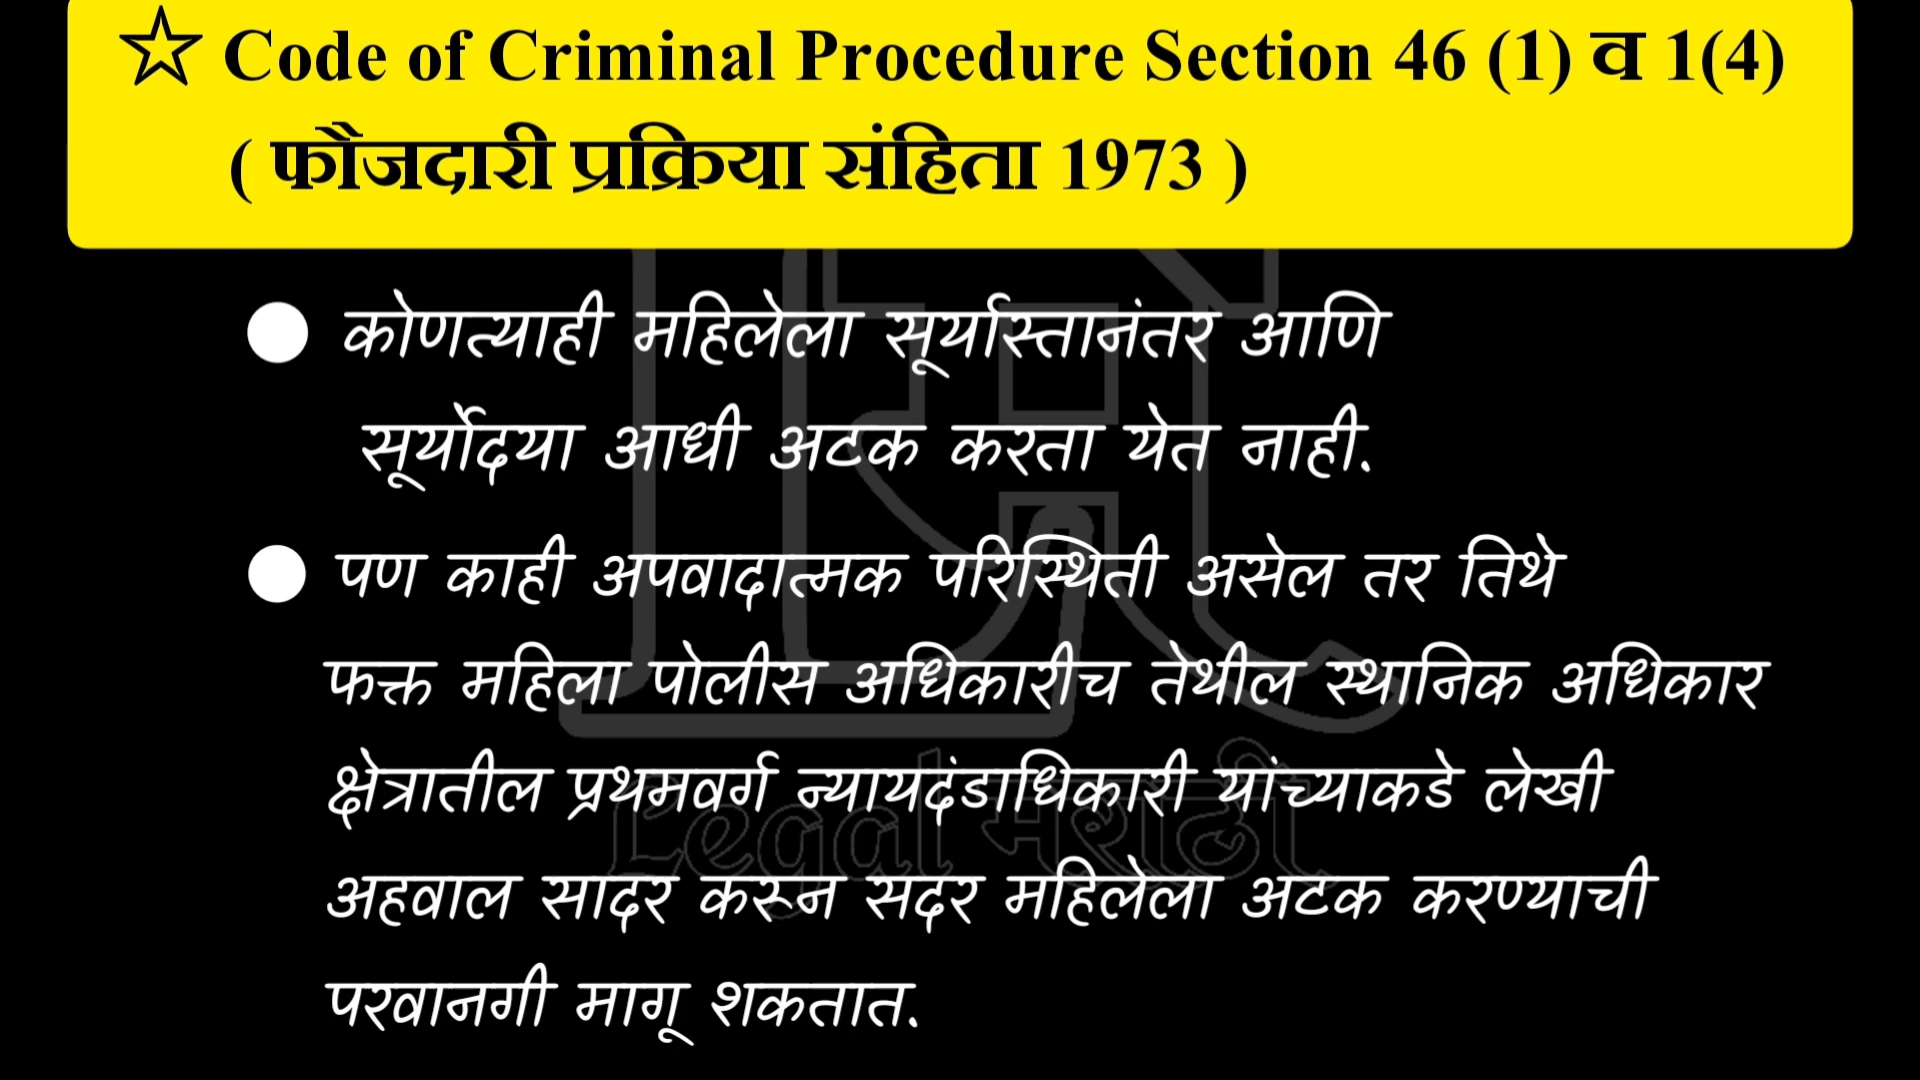 ☆ Code of Criminal Procedure Section 46 (1) व 1(4)
( फौजदारी प्रक्रिया संहिता 1973 )
● कोणत्याही महिलेला सूर्यास्तानंतर आणि
सूर्योदया आधी अटक करता येत नाही.
● पण काही अपवादात्मक परिस्थिती असेल तर तिथे
फक्त महिला पोलीस अधिकारीच तेथील स्थानिक अधिकार
क्षेत्रातील प्रथमवर्ग न्यायदंडाधिकारी यांच्याकडे लेखी
अहवाल सादर करून सदर महिलेला अटक करण्याची
परवानगी मागू शकतात.
Legal मराठी